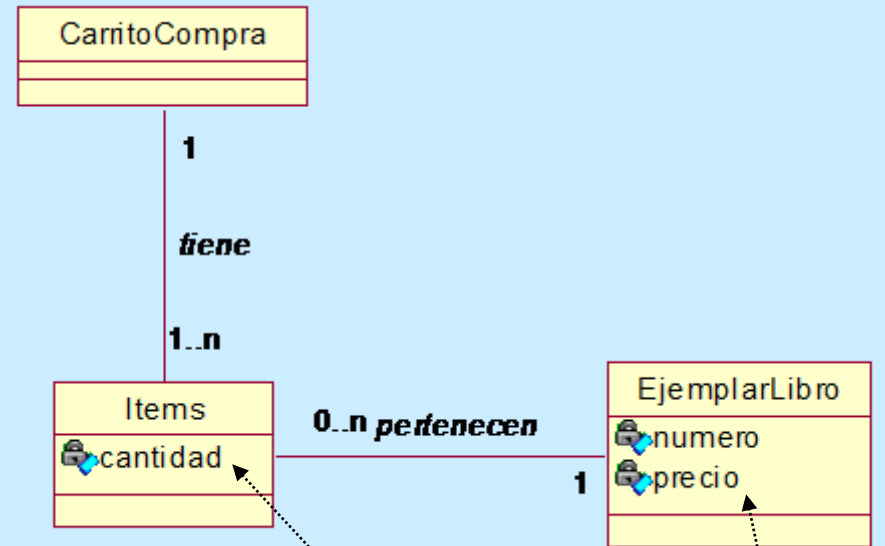 CarritoCompra
1
tiene
1..n
Items
cantidad
0..n pertenecen
1
EjemplarLibro
numero
precio